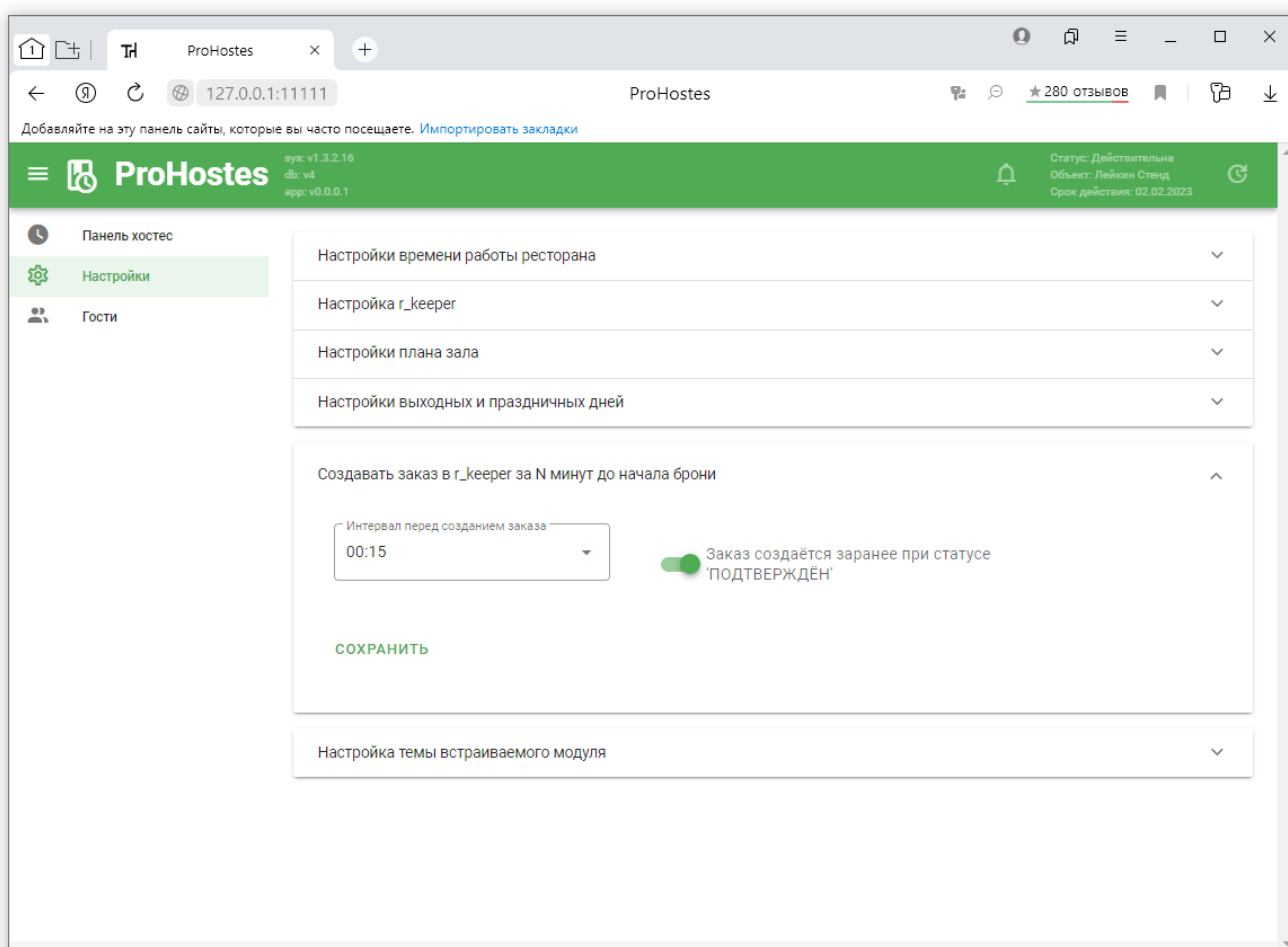 1
ProHostes
Я
127.0.0.1:11111
ProHostes
280 отзывов
Добавляйте на эту панель сайты, которые вы часто посещаете. Импортировать закладки
ProHostes
sys: v1.3.2.16
db: v4
app: v0.0.0.1
Статус: Действительна
Объект: Лейкин Стенд
Срок действия: 02.02.2023
Панель хостес
Настройки
Гости
Настройки времени работы ресторана
Настройка r_keeper
Настройки плана зала
Настройки выходных и праздничных дней
Создавать заказ в r_keeper за N минут до начала брони
Интервал перед созданием заказа
00:15
Заказ создаётся заранее при статусе
'ПОДТВЕРЖДЁН'
СОХРАНИТЬ
Настройка темы встраиваемого модуля